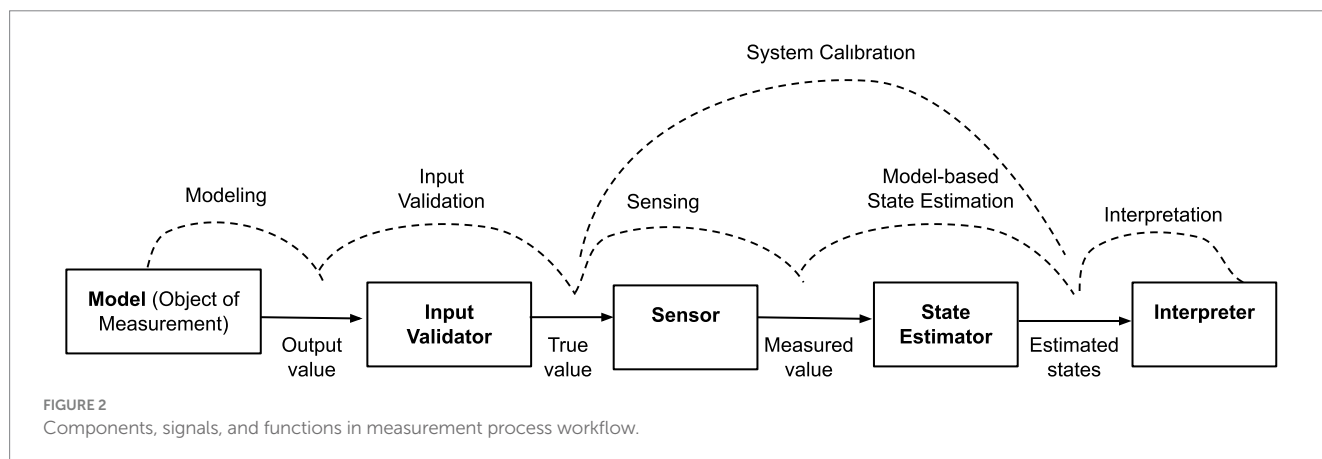 System Calibration
Modeling
Input
Validation
Sensing
Model-based
State Estimation
Interpretation
Model (Object of
Measurement)
Output
value
Input
Validator
True
value
Sensor
Measured
value
State
Estimator
Estimated
states
Interpreter
FIGURE 2
Components, signals, and functions in measurement process workflow.